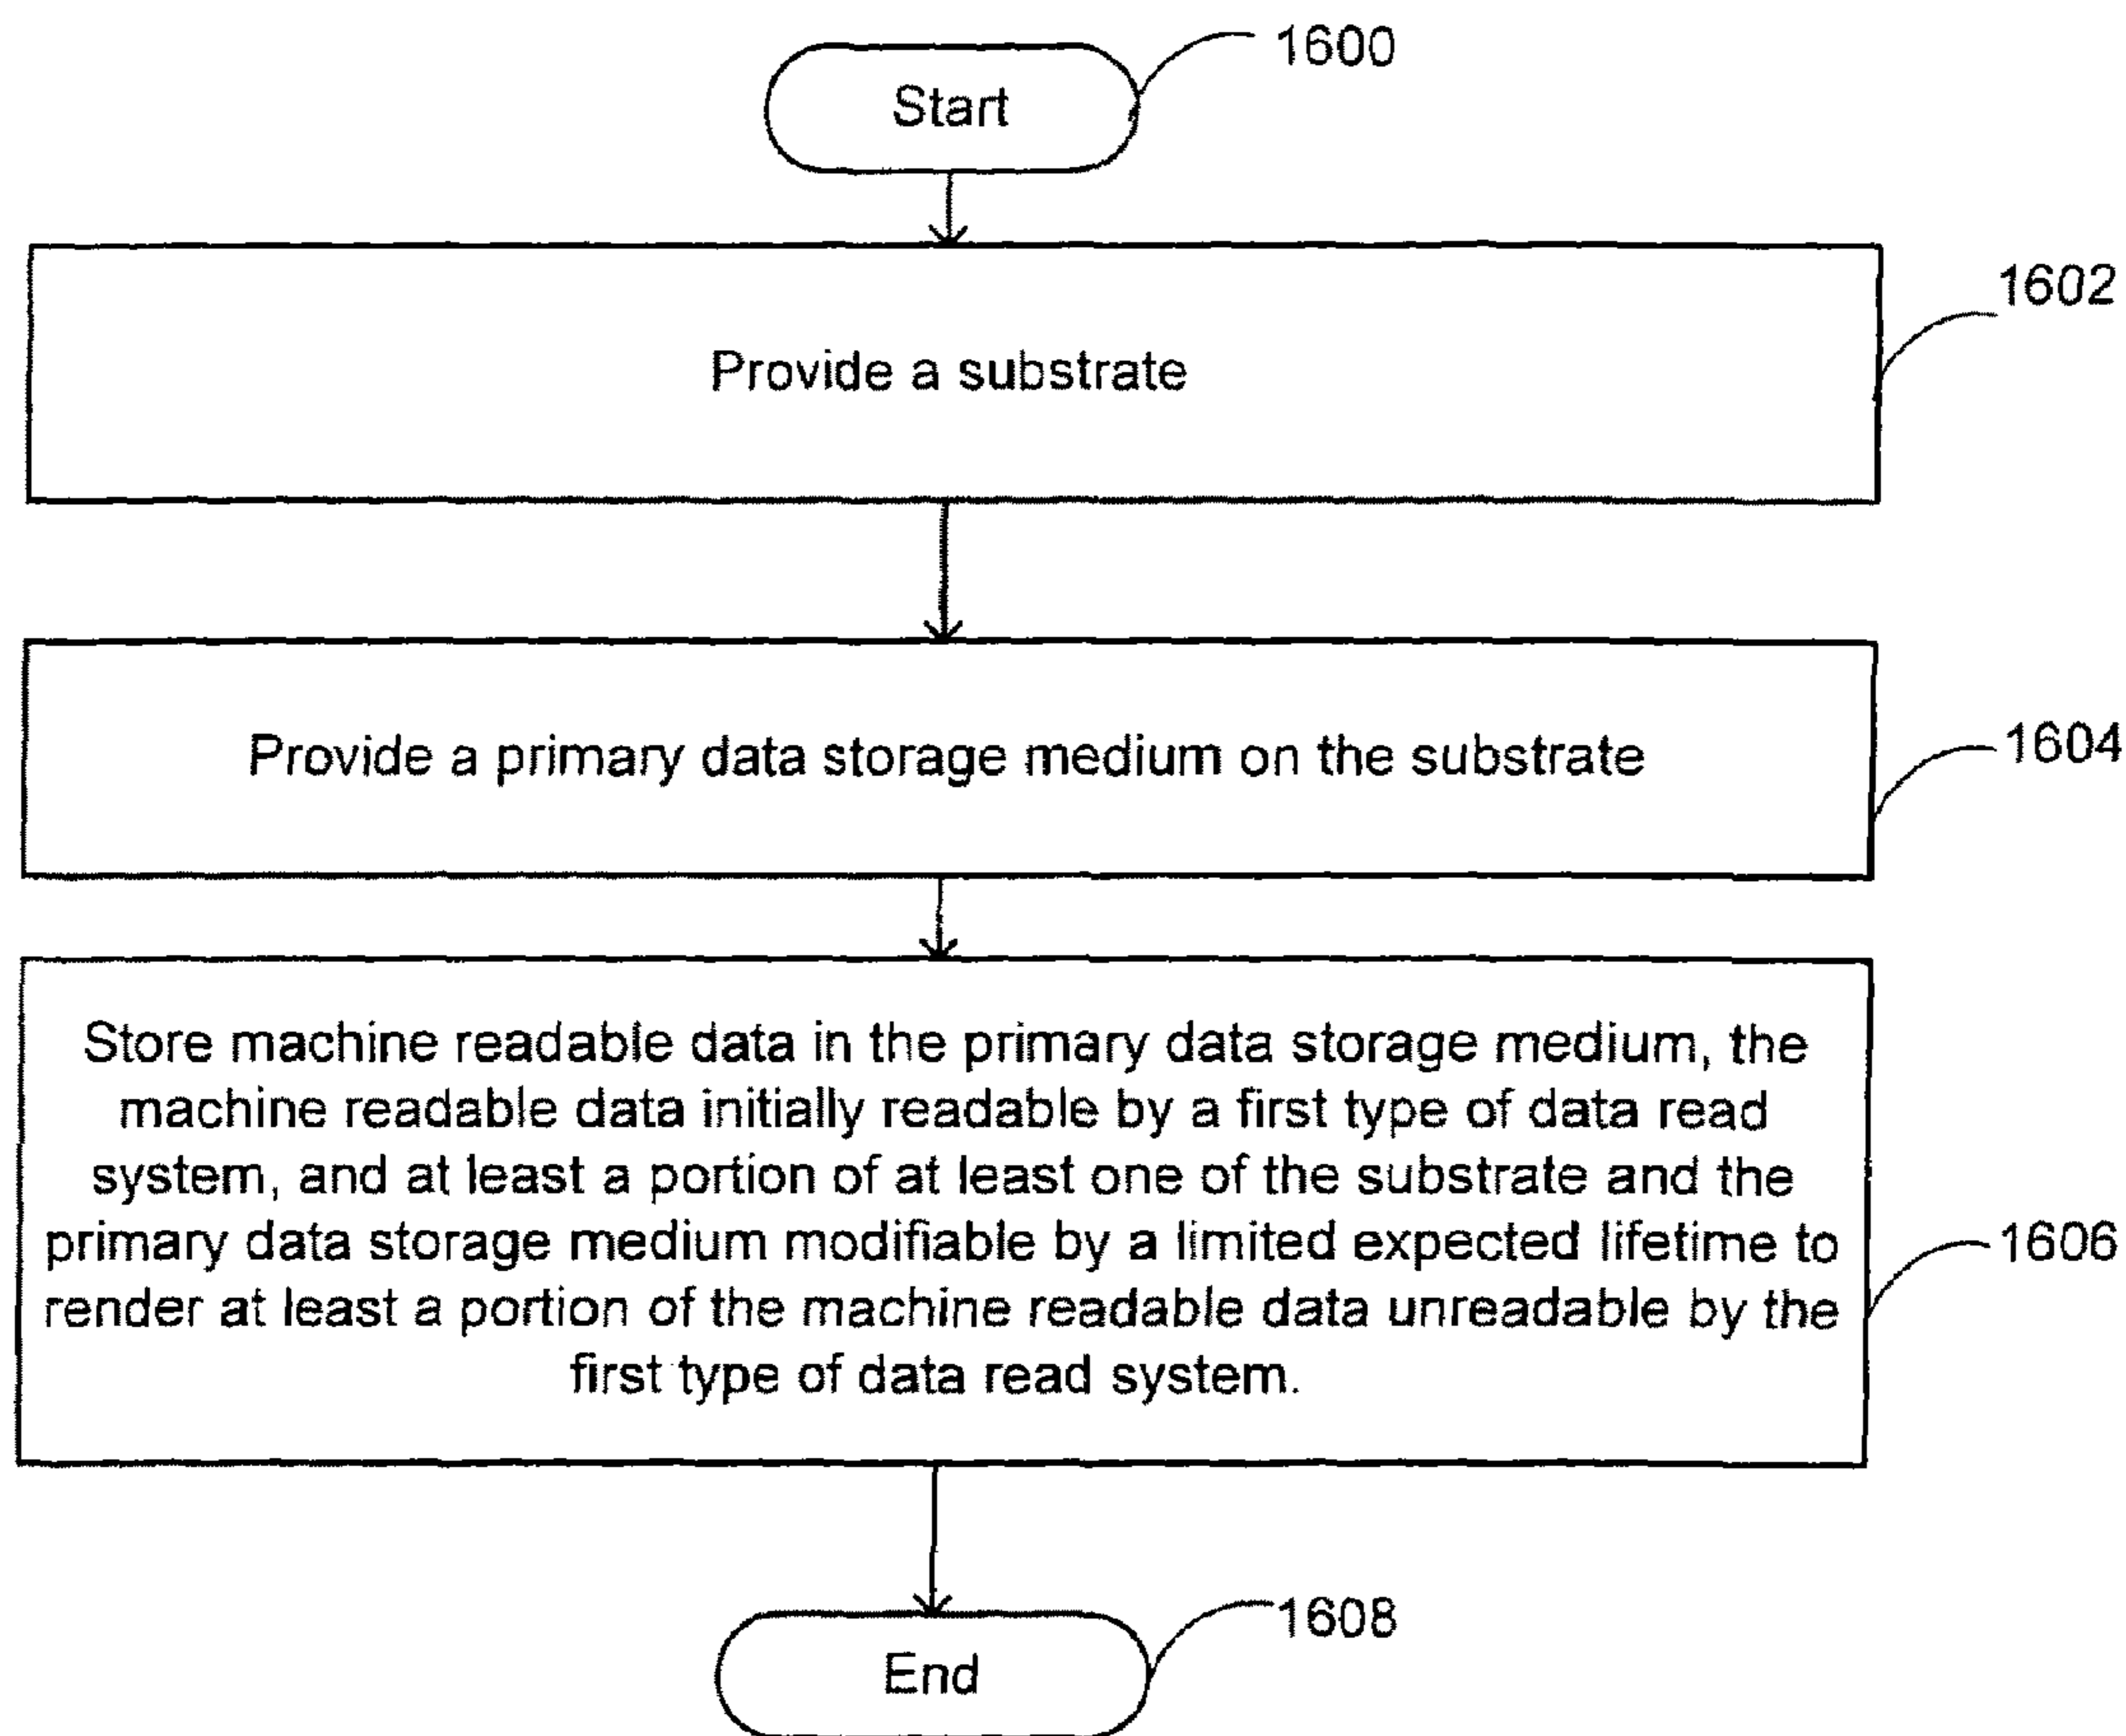 1600
Start
1602
Provide a substrate
1604
Provide a primary data storage medium on the substrate
Store machine readable data in the primary data storage medium, the
machine readable data initially readable by a first type of data read
system, and at least a portion of at least one of the substrate and the
primary data storage medium modifiable by a limited expected lifetime to
render at least a portion of the machine readable data unreadable by the
first type of data read system.
1606
1608
End